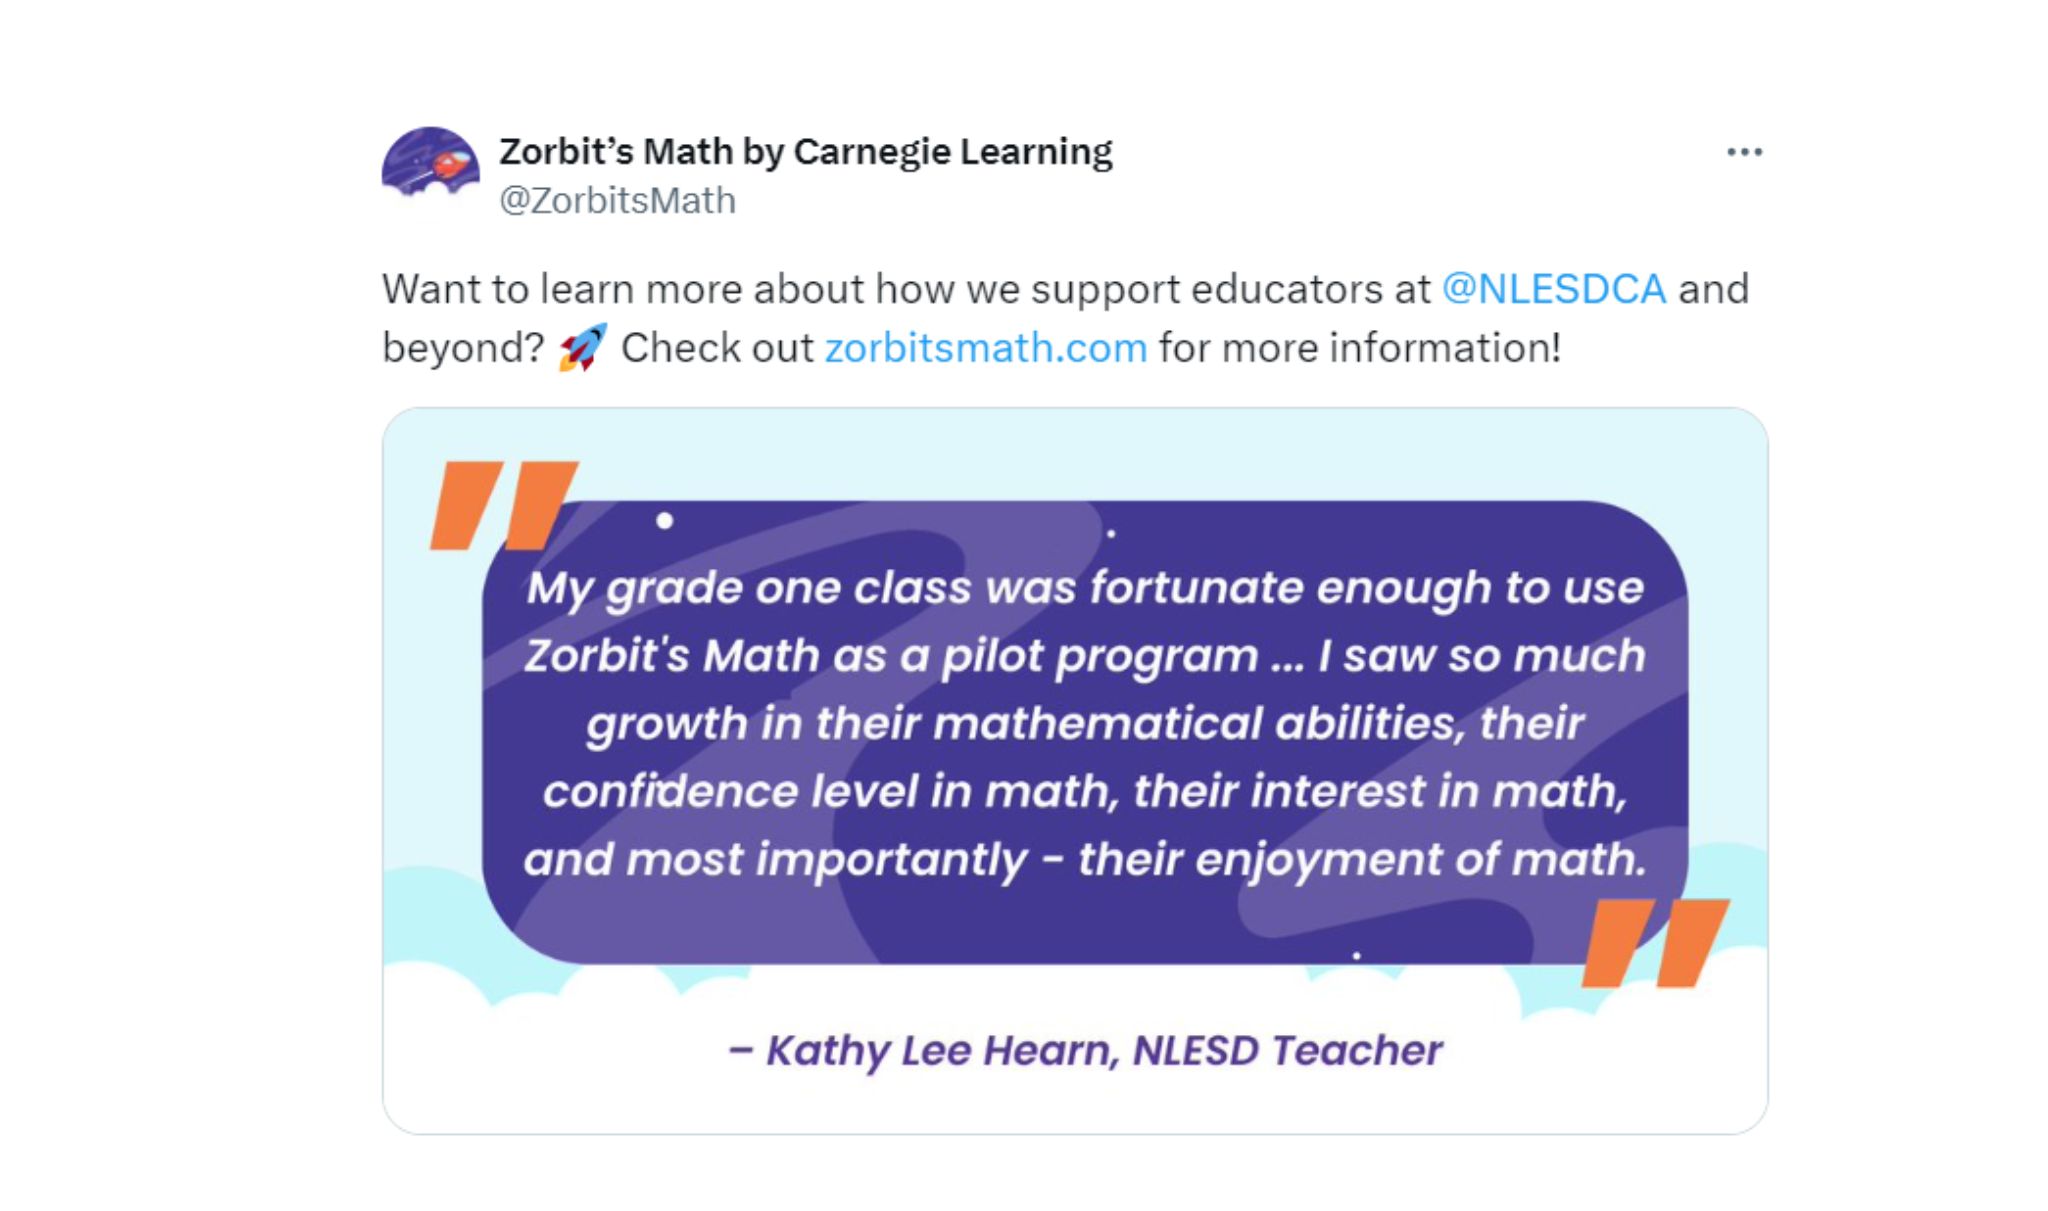 Zorbit’s Math by Carnegie Learning
@ZorbitsMath
Want to learn more about how we support educators at @NLESDCA and
beyond? 🚀 Check out zorbitsmath.com for more information!
My grade one class was fortunate enough to use
Zorbit's Math as a pilot program ... I saw so much
growth in their mathematical abilities, their
confidence level in math, their interest in math,
and most importantly - their enjoyment of math.
– Kathy Lee Hearn, NLESD Teacher